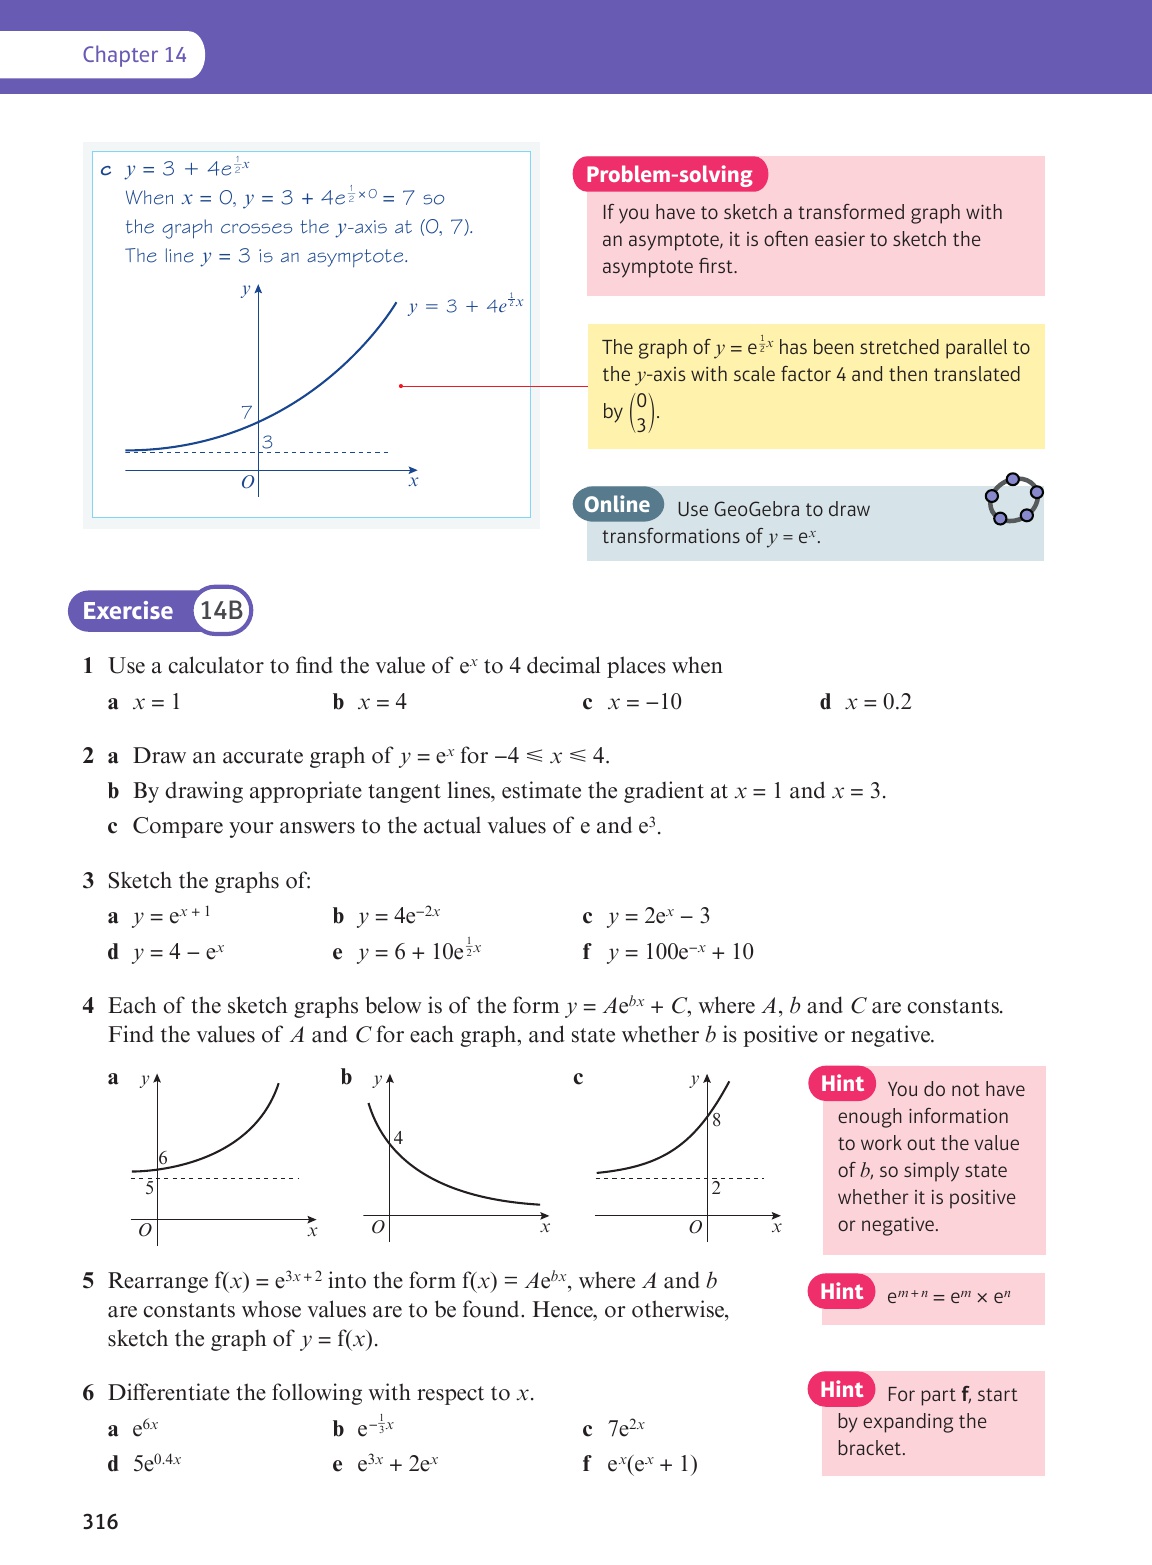 Chapter 14
c y = 3 + 4e^{\frac{1}{2}x}
When x = 0, y = 3 + 4e^{\frac{1}{2}×0} = 7 so
the graph crosses the y-axis at (0, 7).
The line y = 3 is an asymptote.
y
y = 3 + 4e^{\frac{1}{2}x}
7
3
O
x
Problem-solving
If you have to sketch a transformed graph with
an asymptote, it is often easier to sketch the
asymptote first.
The graph of y = e^{\frac{1}{2}x} has been stretched parallel to
the y-axis with scale factor 4 and then translated
by \binom{0}{3}.
Online Use GeoGebra to draw
transformations of y = e^x.
Exercise 14B
1 Use a calculator to find the value of e^x to 4 decimal places when
a x = 1 b x = 4 c x = −10 d x = 0.2
2 a Draw an accurate graph of y = e^x for −4 ⩽ x ⩽ 4.
b By drawing appropriate tangent lines, estimate the gradient at x = 1 and x = 3.
c Compare your answers to the actual values of e and e^3.
3 Sketch the graphs of:
a y = e^{x + 1} b y = 4e^{−2x} c y = 2e^x − 3
d y = 4 − e^x e y = 6 + 10e^{\frac{1}{2}x} f y = 100e^{−x} + 10
4 Each of the sketch graphs below is of the form y = Ae^{bx} + C, where A, b and C are constants.
Find the values of A and C for each graph, and state whether b is positive or negative.
a y
6
5
O x
b y
4
O x
c y
8
2
O x
Hint You do not have
enough information
to work out the value
of b, so simply state
whether it is positive
or negative.
5 Rearrange f(x) = e^{3x + 2} into the form f(x) = Ae^{bx}, where A and b
are constants whose values are to be found. Hence, or otherwise,
sketch the graph of y = f(x).
Hint e^{m + n} = e^m × e^n
6 Differentiate the following with respect to x.
a e^{6x} b e^{−\frac{1}{3}x} c 7e^{2x}
d 5e^{0.4x} e e^{3x} + 2e^x f e^x(e^x + 1)
Hint For part f, start
by expanding the
bracket.
316